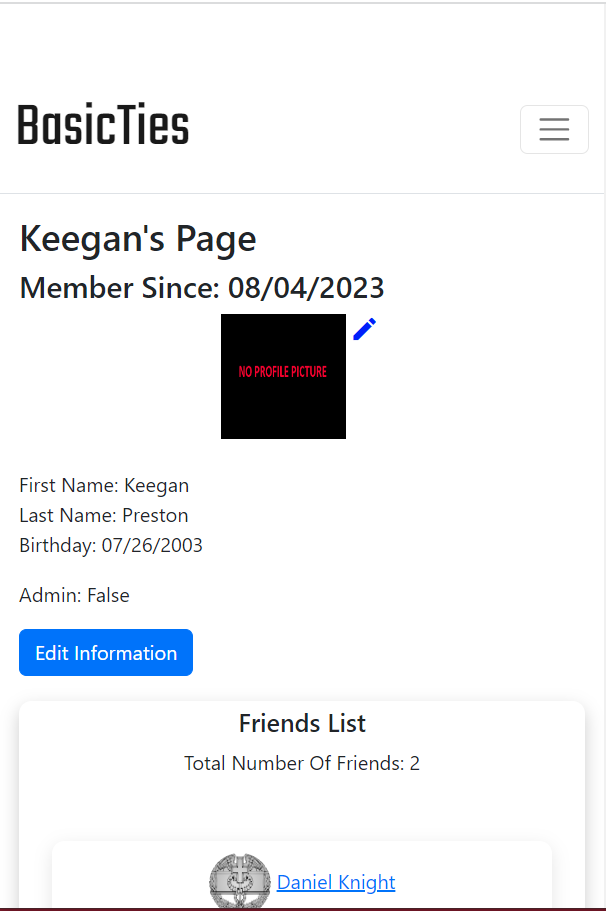 BasicTies
Keegan's Page
Member Since: 08/04/2023
NO PROFILE PICTURE
First Name: Keegan
Last Name: Preston
Birthday: 07/26/2003
Admin: False
Edit Information
Friends List
Total Number Of Friends: 2
Daniel Knight